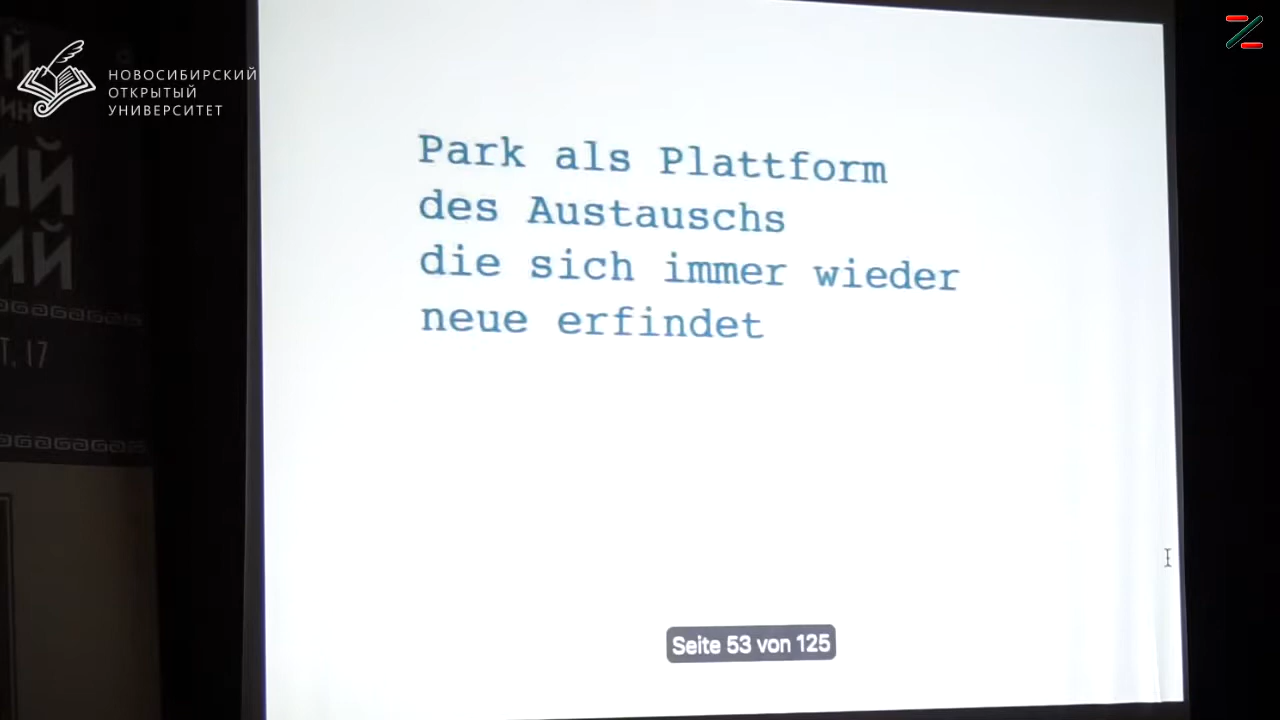 НОВОСИБИРСКИЙ
ОТКРЫТЫЙ
УНИВЕРСИТЕТ
Park als Plattform
des Austauschs
die sich immer wieder
neue erfindet
Seite 53 von 125